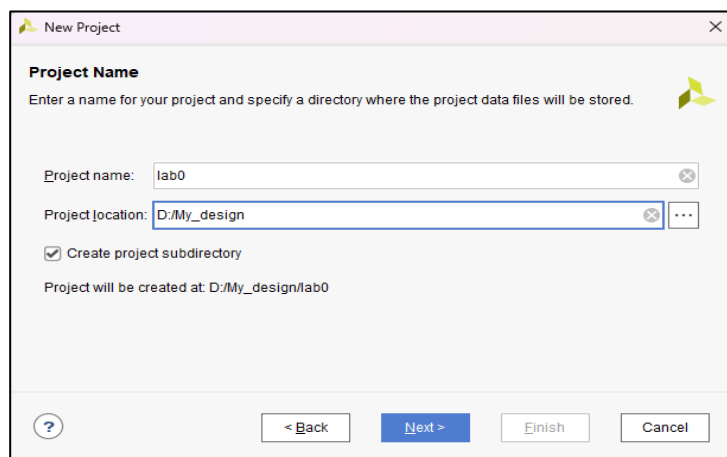 New Project
Project Name
Enter a name for your project and specify a directory where the project data files will be stored.
Project name: lab0
Project location: D:/My_design ...
Create project subdirectory
Project will be created at: D:/My_design/lab0
? < Back Next > Finish Cancel